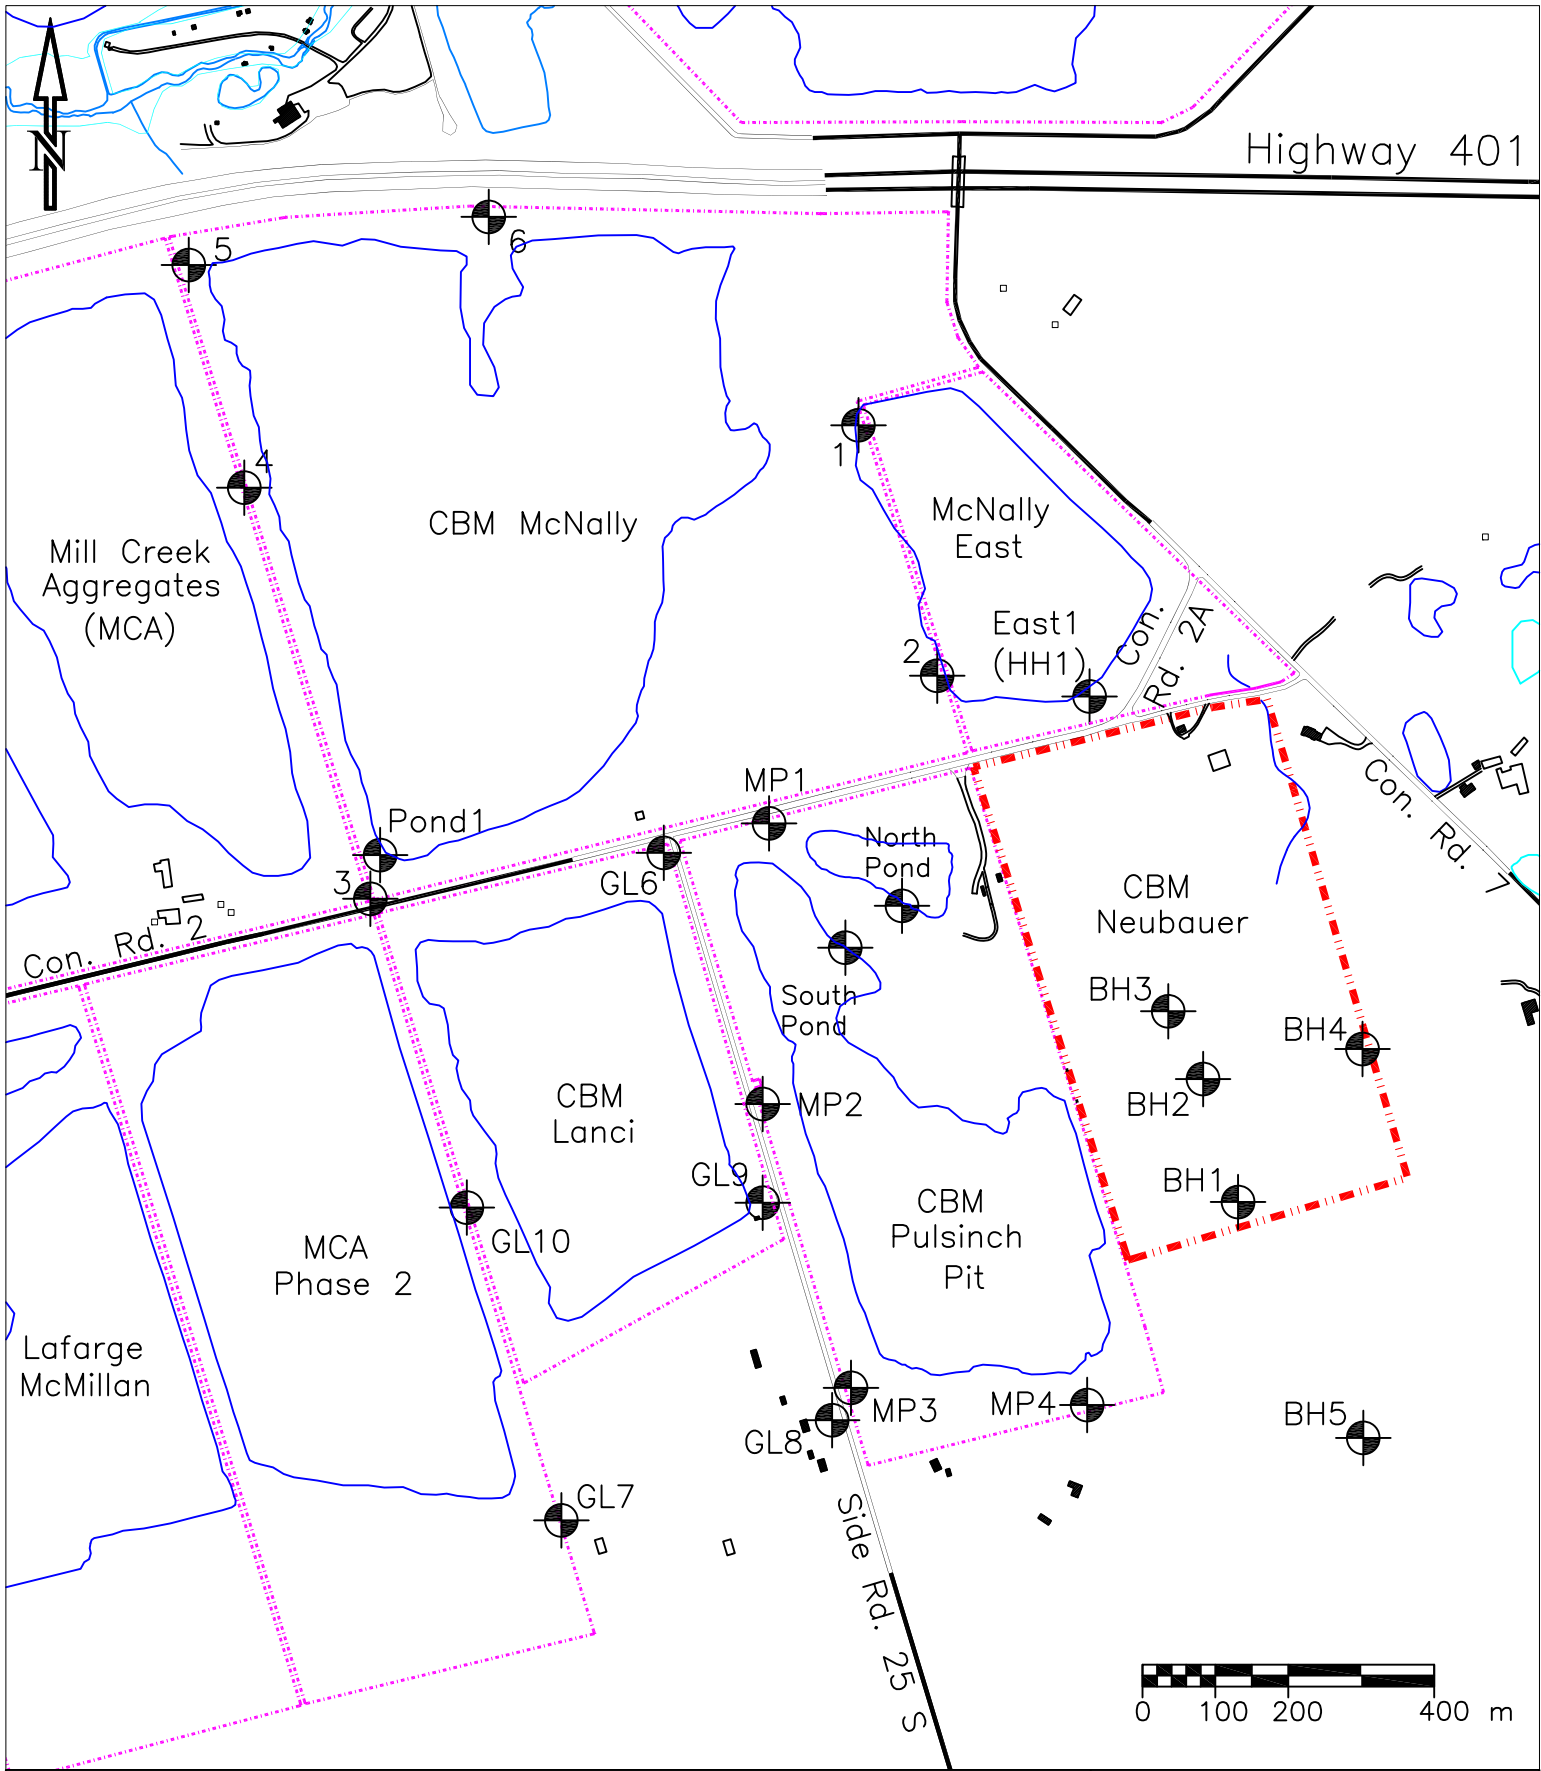 N
Highway 401
5
6
4
1
CBM McNally
McNally
East
Mill Creek
Aggregates
(MCA)
East1
(HH1)
Con.
Rd. 2A
2
MP1
Pond1
North
Pond
Con. Rd. 7
GL6
3
CBM
Neubauer
Con. Rd. 2
South
Pond
BH3
BH4
CBM
Lanci
MP2
BH2
GL9
BH1
CBM
Pulsinch
Pit
GL10
MCA
Phase 2
Lafarge
McMillan
MP3
MP4
BH5
GL8
GL7
Side Rd. 25 S
0 100 200 400 m